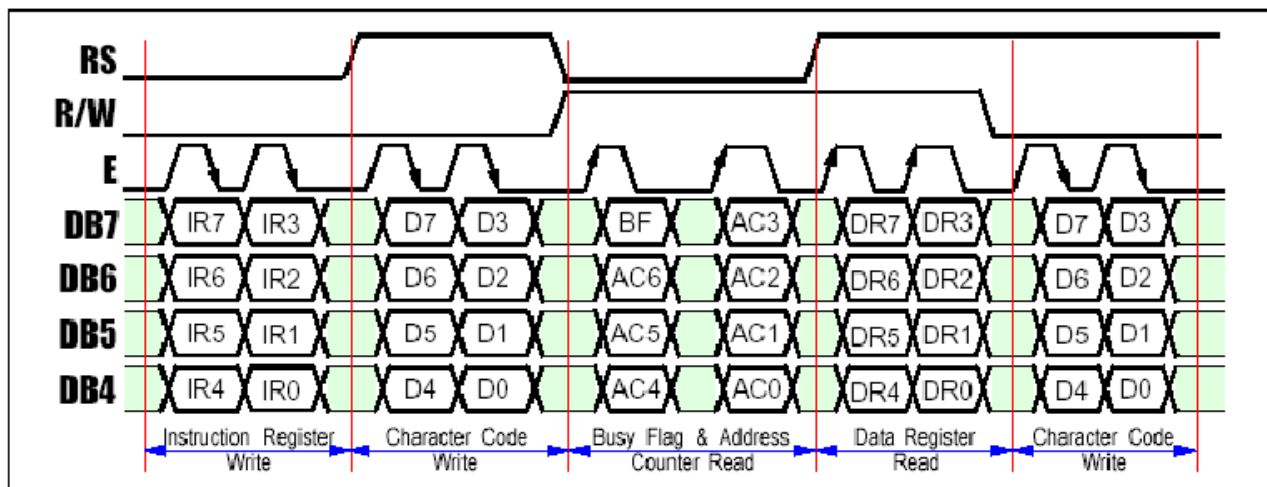 RS
R/W
E
DB7 IR7 IR3 D7 D3 BF AC3 DR7 DR3 D7 D3
DB6 IR6 IR2 D6 D2 AC6 AC2 DR6 DR2 D6 D2
DB5 IR5 IR1 D5 D1 AC5 AC1 DR5 DR1 D5 D1
DB4 IR4 IR0 D4 D0 AC4 AC0 DR4 DR0 D4 D0
Instruction Register Character Code Busy Flag & Address Data Register Character Code
Write Write Counter Read Read Write